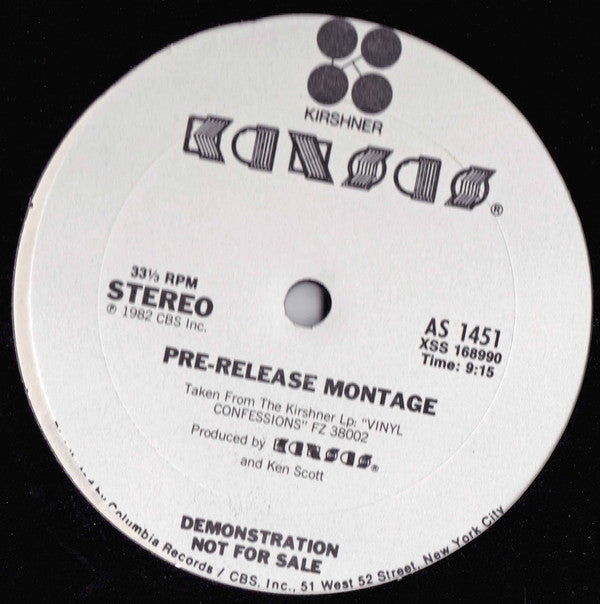 KIRSHNER
KANSAS®
33⅓ RPM
STEREO
℗ 1982 CBS Inc.
AS 1451
XSS 168990
Time: 9:15
PRE-RELEASE MONTAGE
Taken From The Kirshner Lp: "VINYL
CONFESSIONS" FZ 38002
Produced by KANSAS®
and Ken Scott
DEMONSTRATION
NOT FOR SALE
by Columbia Records / CBS. Inc., 51 West 52 Street, New York City